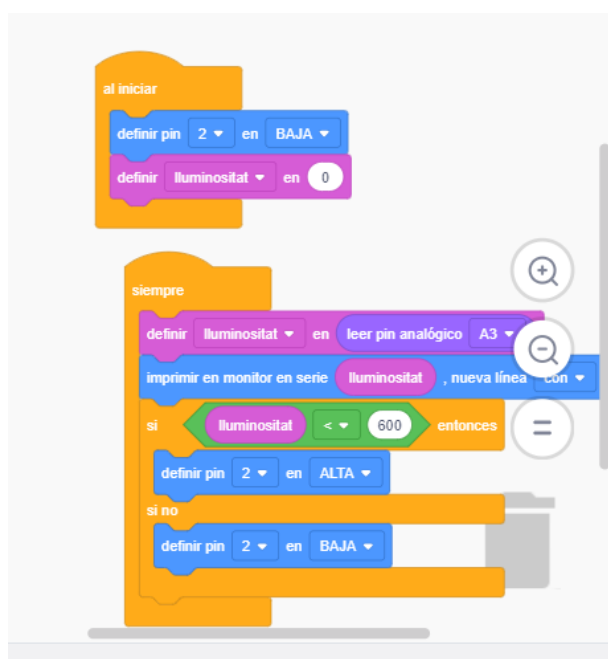 al iniciar
definir pin 2 en BAJA
definir Iluminositat en 0
siempre
definir Iluminositat en leer pin analógico A3
imprimir en monitor en serie Iluminositat , nueva línea con
si Iluminositat < 600 entonces
definir pin 2 en ALTA
si no
definir pin 2 en BAJA